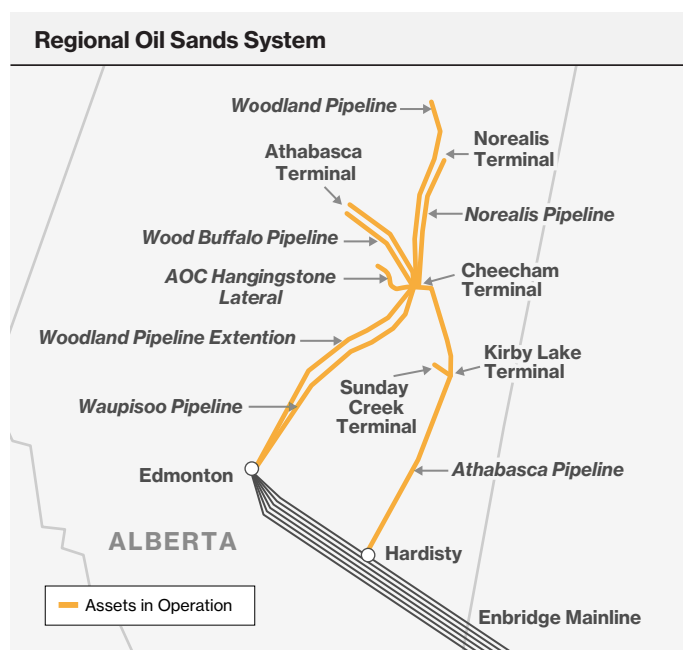 Regional Oil Sands System
Woodland Pipeline
Norealis
Terminal
Athabasca
Terminal
Norealis Pipeline
Wood Buffalo Pipeline
AOC Hangingstone
Lateral
Cheecham
Terminal
Woodland Pipeline Extention
Kirby Lake
Terminal
Sunday
Creek
Terminal
Waupisoo Pipeline
Athabasca Pipeline
Edmonton
ALBERTA
Hardisty
Assets in Operation
Enbridge Mainline